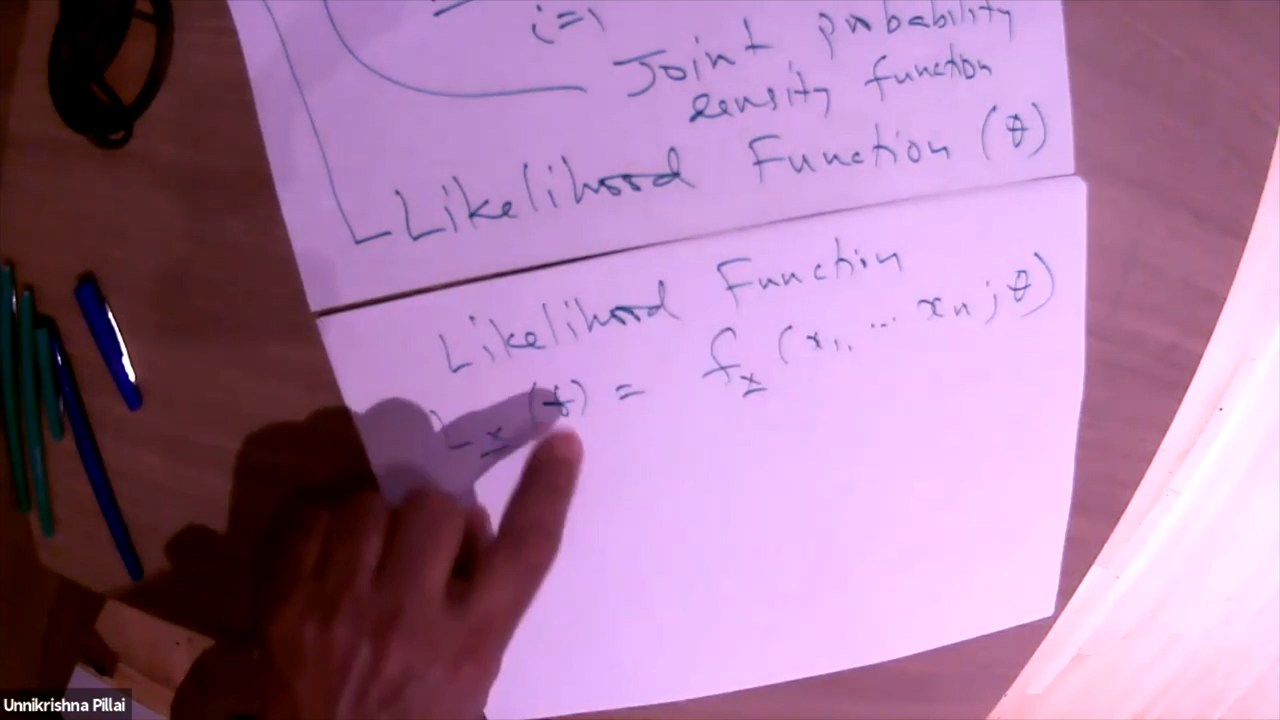 i=1
Joint probability
density function
Likelihood Function (θ)
Likelihood Function
L_x (θ) = f_x (x₁, ... xₙ; θ)
Unnikrishna Pillai